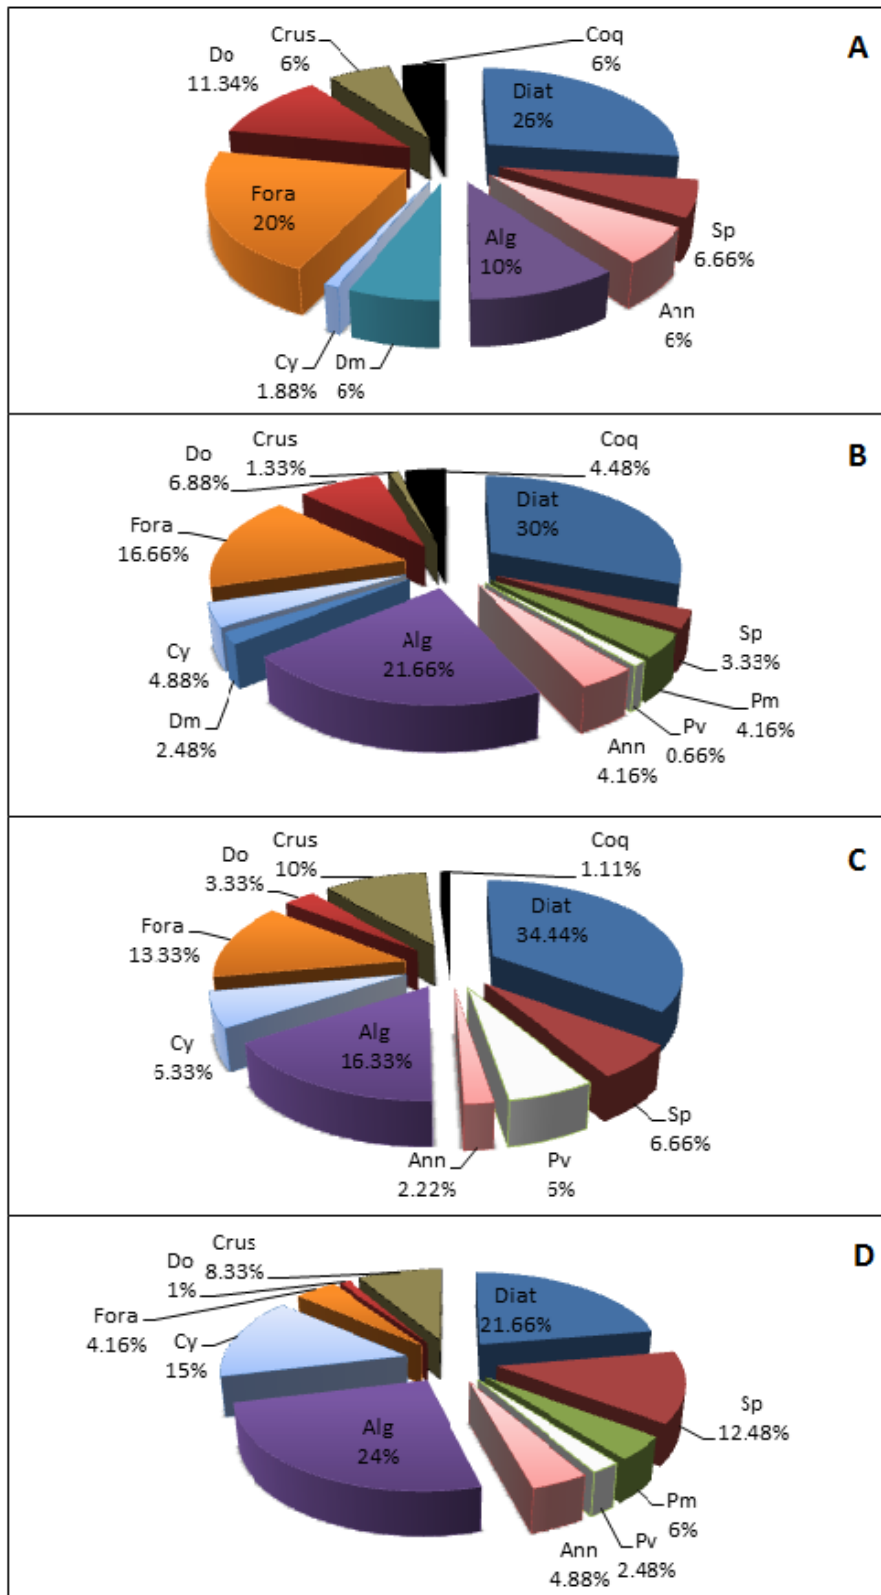 A
Crus
6%
Coq
6%
Do
11.34%
Diat
26%
Fora
20%
Alg
10%
Sp
6.66%
Ann
6%
Cy
1.88%
Dm
6%
B
Crus
1.33%
Coq
4.48%
Do
6.88%
Diat
30%
Fora
16.66%
Alg
21.66%
Sp
3.33%
Cy
4.88%
Pm
4.16%
Dm
2.48%
Pv
0.66%
Ann
4.16%
C
Crus
10%
Coq
1.11%
Do
3.33%
Diat
34.44%
Fora
13.33%
Alg
16.33%
Cy
5.33%
Sp
6.66%
Ann
2.22%
Pv
5%
D
Crus
8.33%
Do
1%
Diat
21.66%
Fora
4.16%
Cy
15%
Sp
12.48%
Alg
24%
Pm
6%
Pv
2.48%
Ann
4.88%